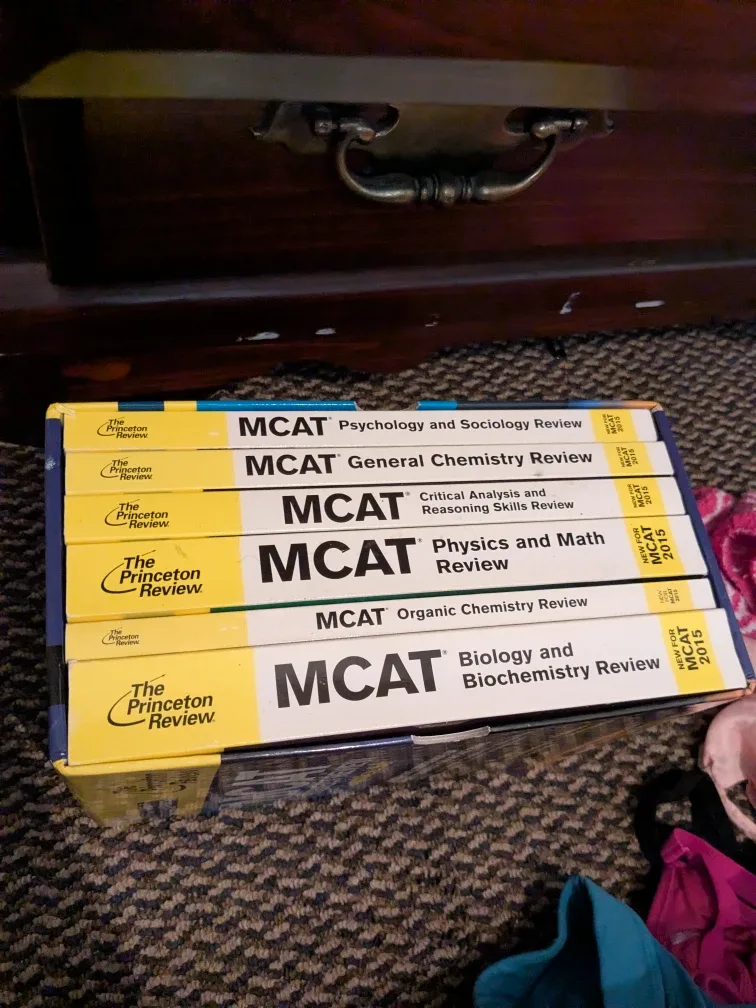 The
Princeton
Review
MCAT® Psychology and Sociology Review
NEW FOR
MCAT
2015
The
Princeton
Review
MCAT® General Chemistry Review
NEW FOR
MCAT
2015
The
Princeton
Review
MCAT® Critical Analysis and
Reasoning Skills Review
NEW FOR
MCAT
2015
The
Princeton
Review
MCAT® Physics and Math
Review
NEW FOR
MCAT
2015
The
Princeton
Review
MCAT® Organic Chemistry Review
NEW FOR
MCAT
2015
The
Princeton
Review
MCAT® Biology and
Biochemistry Review
NEW FOR
MCAT
2015